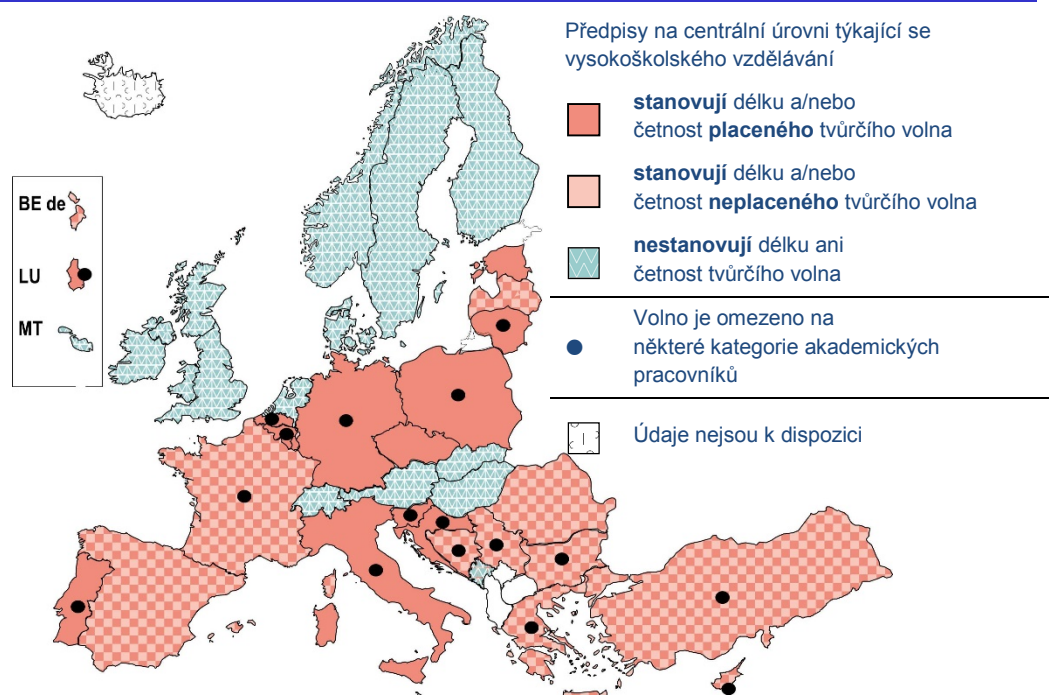 Předpisy na centrální úrovni týkající se
vysokoškolského vzdělávání
stanovují délku a/nebo
četnost placeného tvůrčího volna
stanovují délku a/nebo
četnost neplaceného tvůrčího volna
nestanovují délku ani
četnost tvůrčího volna
Volno je omezeno na
některé kategorie akademických
pracovníků
Údaje nejsou k dispozici
BE de
LU
MT